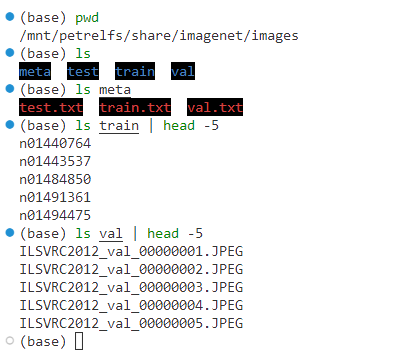 (base) pwd
/mnt/petrelfs/share/imagenet/images
(base) ls
meta  test  train  val
(base) ls meta
test.txt  train.txt  val.txt
(base) ls train | head -5
n01440764
n01443537
n01484850
n01491361
n01494475
(base) ls val | head -5
ILSVRC2012_val_00000001.JPEG
ILSVRC2012_val_00000002.JPEG
ILSVRC2012_val_00000003.JPEG
ILSVRC2012_val_00000004.JPEG
ILSVRC2012_val_00000005.JPEG
(base)